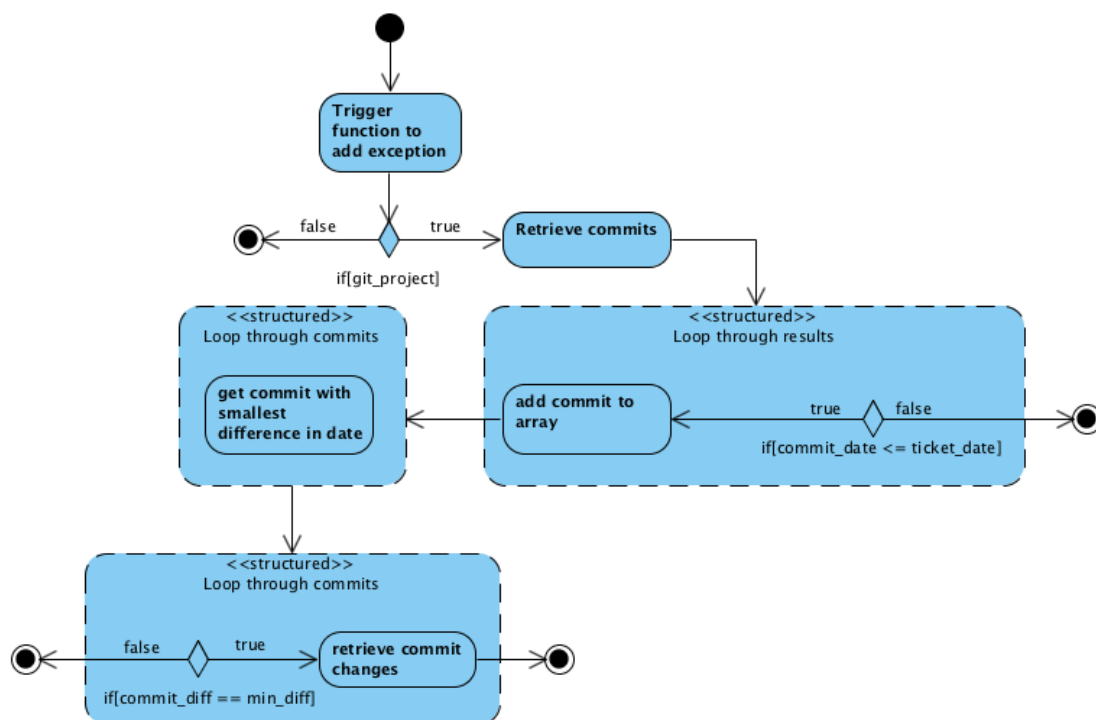 Trigger
function to
add exception
false
true
Retrieve commits
if[git_project]
<<structured>>
Loop through commits
get commit with
smallest
difference in date
<<structured>>
Loop through results
add commit to
array
true
false
if[commit_date <= ticket_date]
<<structured>>
Loop through commits
false
true
retrieve commit
changes
if[commit_diff == min_diff]